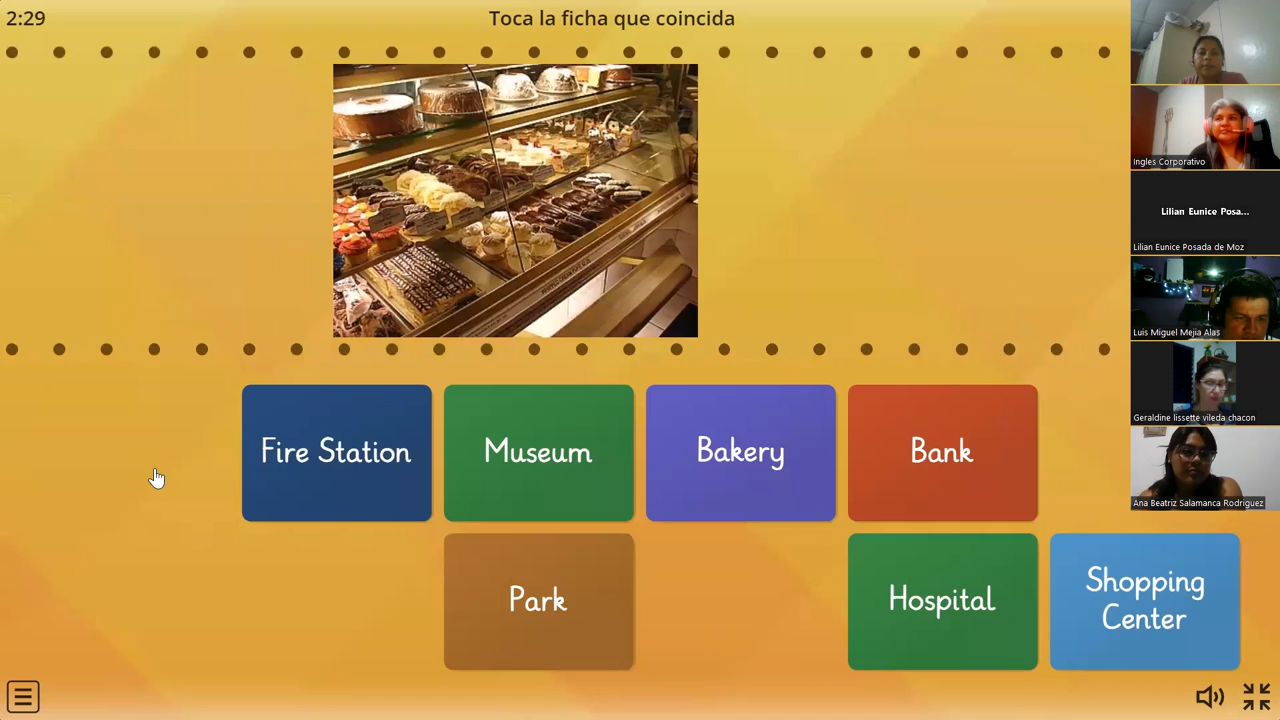 2:29
Toca la ficha que coincida
Ingles Corporativo
Lilian Eunice Posa...
Lilian Eunice Posada de Moz
Luis Miguel Mejia Alas
Geraldine lissette vileda chacon
Ana Beatriz Salamanca Rodriguez
Fire Station
Museum
Bakery
Bank
Park
Hospital
Shopping
Center